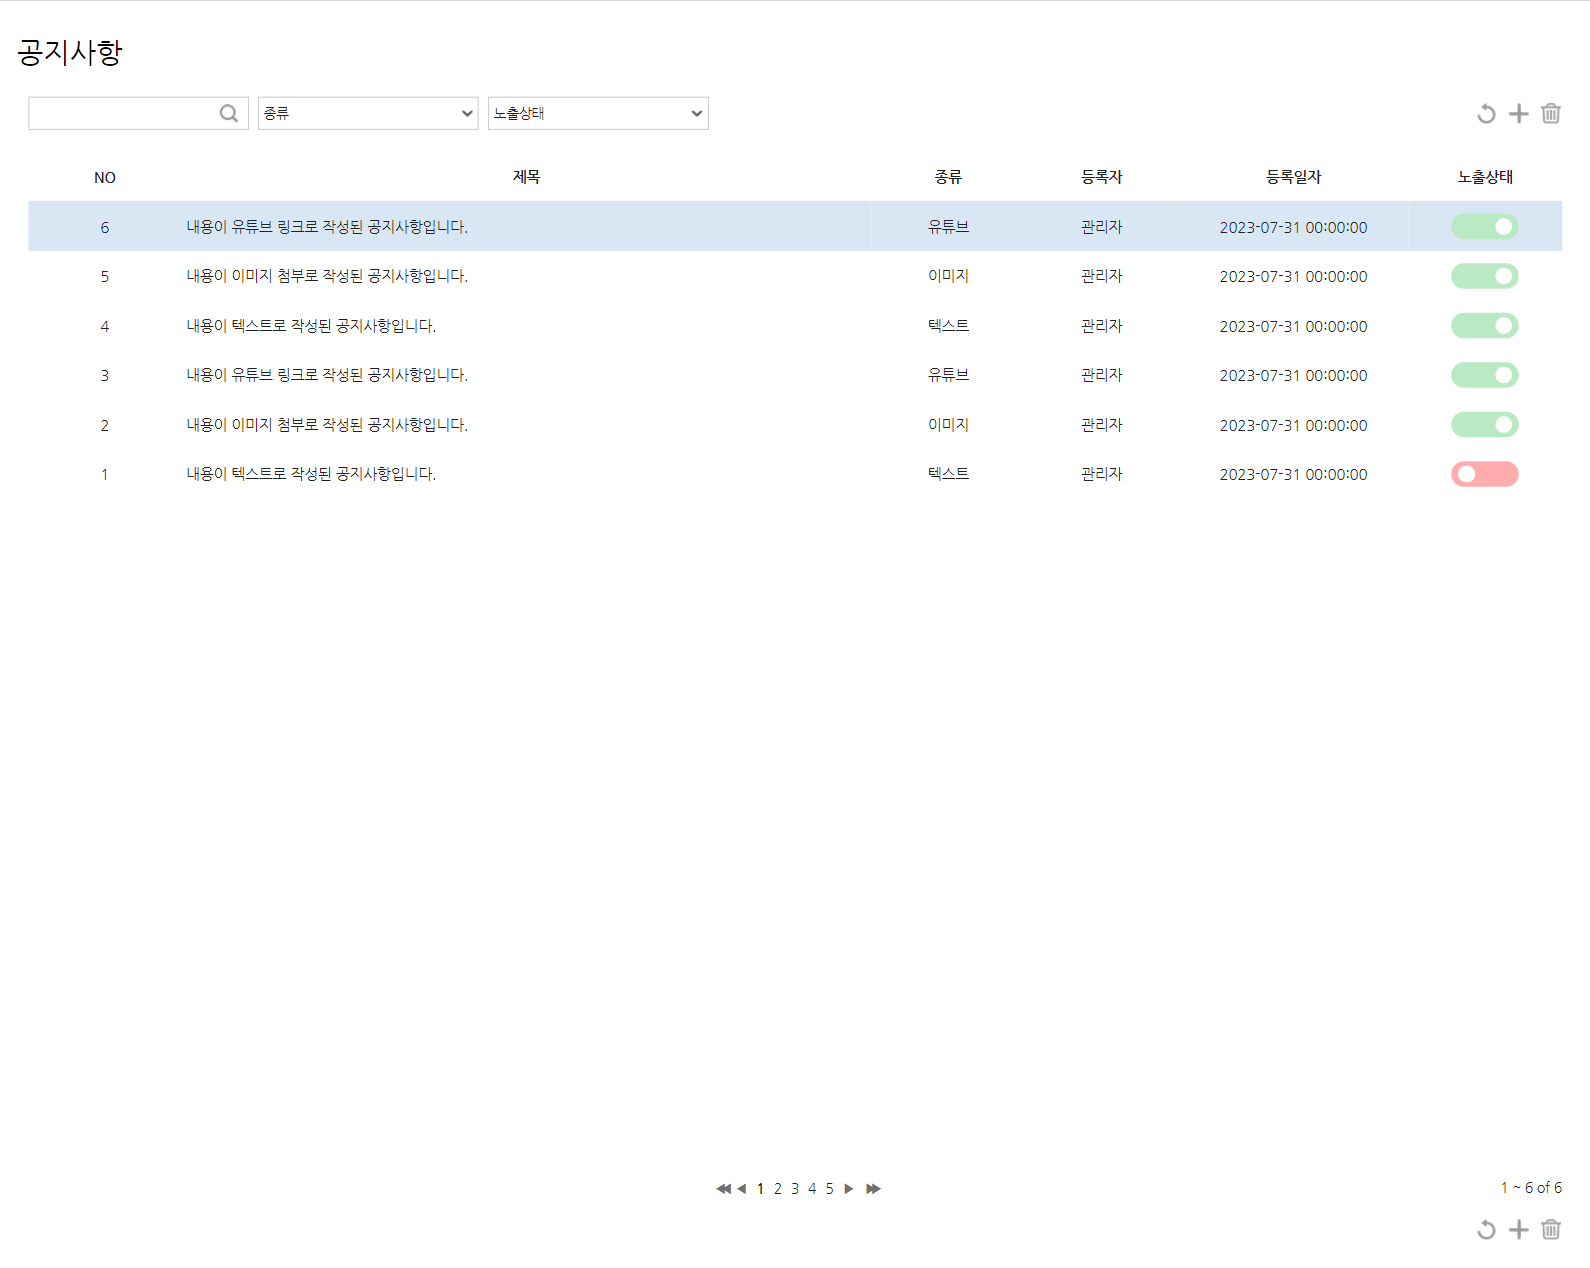 공지사항
종류 노출상태
NO 제목 종류 등록자 등록일자 노출상태
6 내용이 유튜브 링크로 작성된 공지사항입니다. 유튜브 관리자 2023-07-31 00:00:00
5 내용이 이미지 첨부로 작성된 공지사항입니다. 이미지 관리자 2023-07-31 00:00:00
4 내용이 텍스트로 작성된 공지사항입니다. 텍스트 관리자 2023-07-31 00:00:00
3 내용이 유튜브 링크로 작성된 공지사항입니다. 유튜브 관리자 2023-07-31 00:00:00
2 내용이 이미지 첨부로 작성된 공지사항입니다. 이미지 관리자 2023-07-31 00:00:00
1 내용이 텍스트로 작성된 공지사항입니다. 텍스트 관리자 2023-07-31 00:00:00
1 2 3 4 5 1 ~ 6 of 6